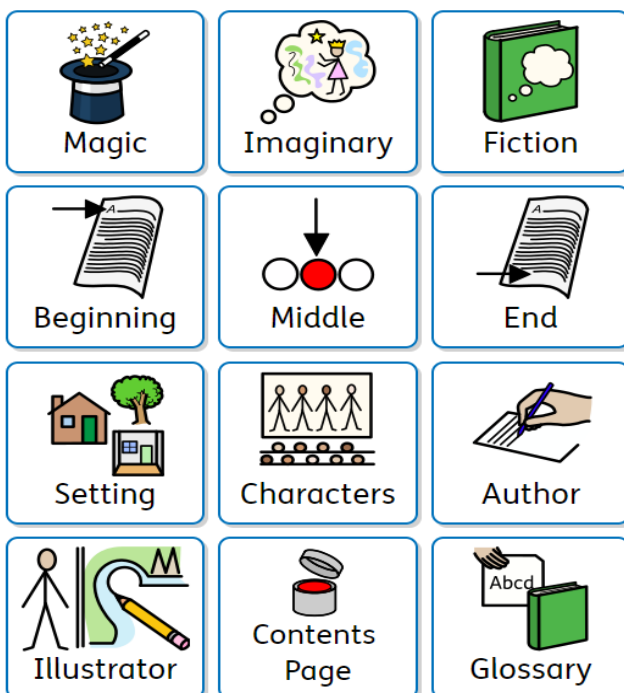 Magic
Imaginary
Fiction
A
Beginning
Middle
A
End
Setting
Characters
Author
Illustrator
Contents
Page
Abcd
Glossary